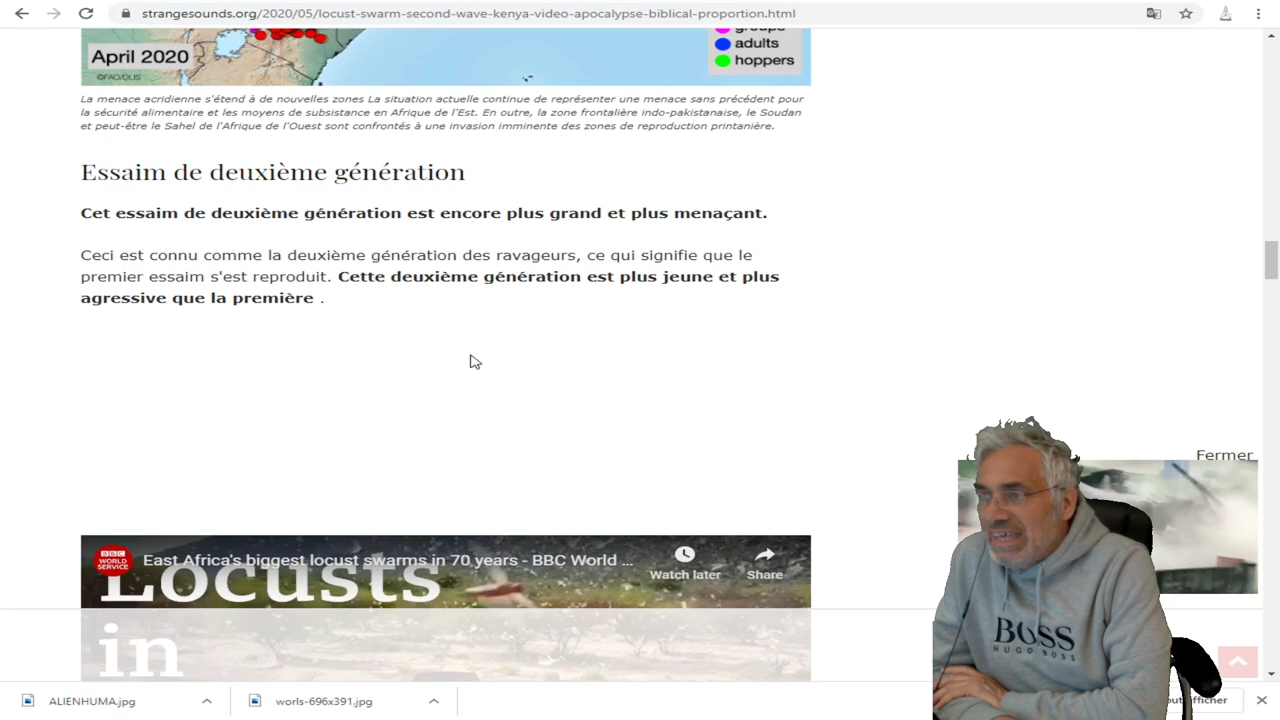 strangesounds.org/2020/05/locust-swarm-second-wave-kenya-video-apocalypse-biblical-proportion.html
groups
adults
hoppers
April 2020
©FAO/DLIS
La menace acridienne s'étend à de nouvelles zones La situation actuelle continue de représenter une menace sans précédent pour
la sécurité alimentaire et les moyens de subsistance en Afrique de l'Est. En outre, la zone frontalière indo-pakistanaise, le Soudan
et peut-être le Sahel de l'Afrique de l'Ouest sont confrontés à une invasion imminente des zones de reproduction printanière.
Essaim de deuxième génération
Cet essaim de deuxième génération est encore plus grand et plus menaçant.
Ceci est connu comme la deuxième génération des ravageurs, ce qui signifie que le
premier essaim s'est reproduit. Cette deuxième génération est plus jeune et plus
agressive que la première .
Fermer
BBC
WORLD
SERVICE
East Africa's biggest locust swarms in 70 years - BBC World ...
Watch later
Share
Locusts
in
BOSS
HUGO BOSS
ALIENHUMA.jpg
worls-696x391.jpg
afficher